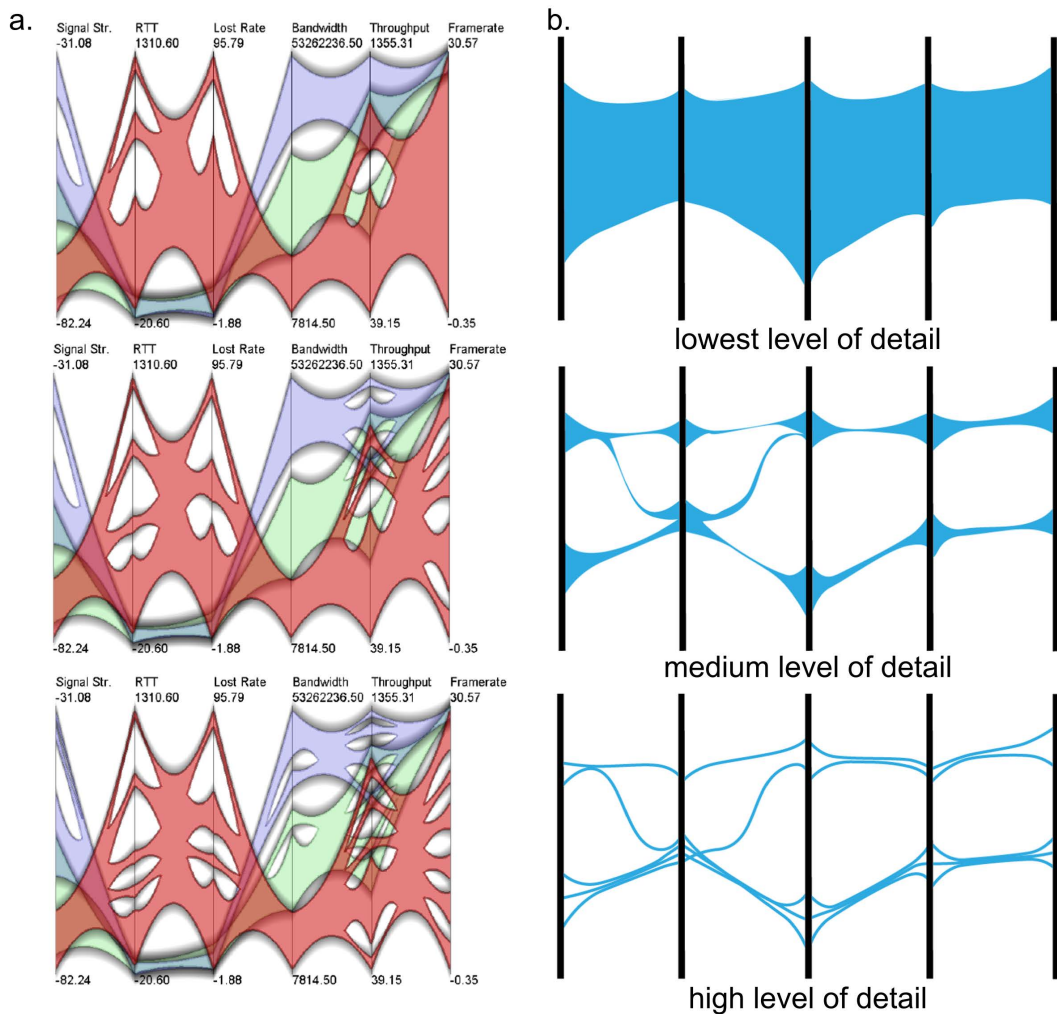 a.
Signal Str. RTT Lost Rate Bandwidth Throughput Framerate
-31.08 1310.60 95.79 53262236.50 1355.31 30.57
-82.24 -20.60 -1.88 7814.50 39.15 -0.35
Signal Str. RTT Lost Rate Bandwidth Throughput Framerate
-31.08 1310.60 95.79 53262236.50 1355.31 30.57
-82.24 -20.60 -1.88 7814.50 39.15 -0.35
Signal Str. RTT Lost Rate Bandwidth Throughput Framerate
-31.08 1310.60 95.79 53262236.50 1355.31 30.57
-82.24 -20.60 -1.88 7814.50 39.15 -0.35
b.
lowest level of detail
medium level of detail
high level of detail